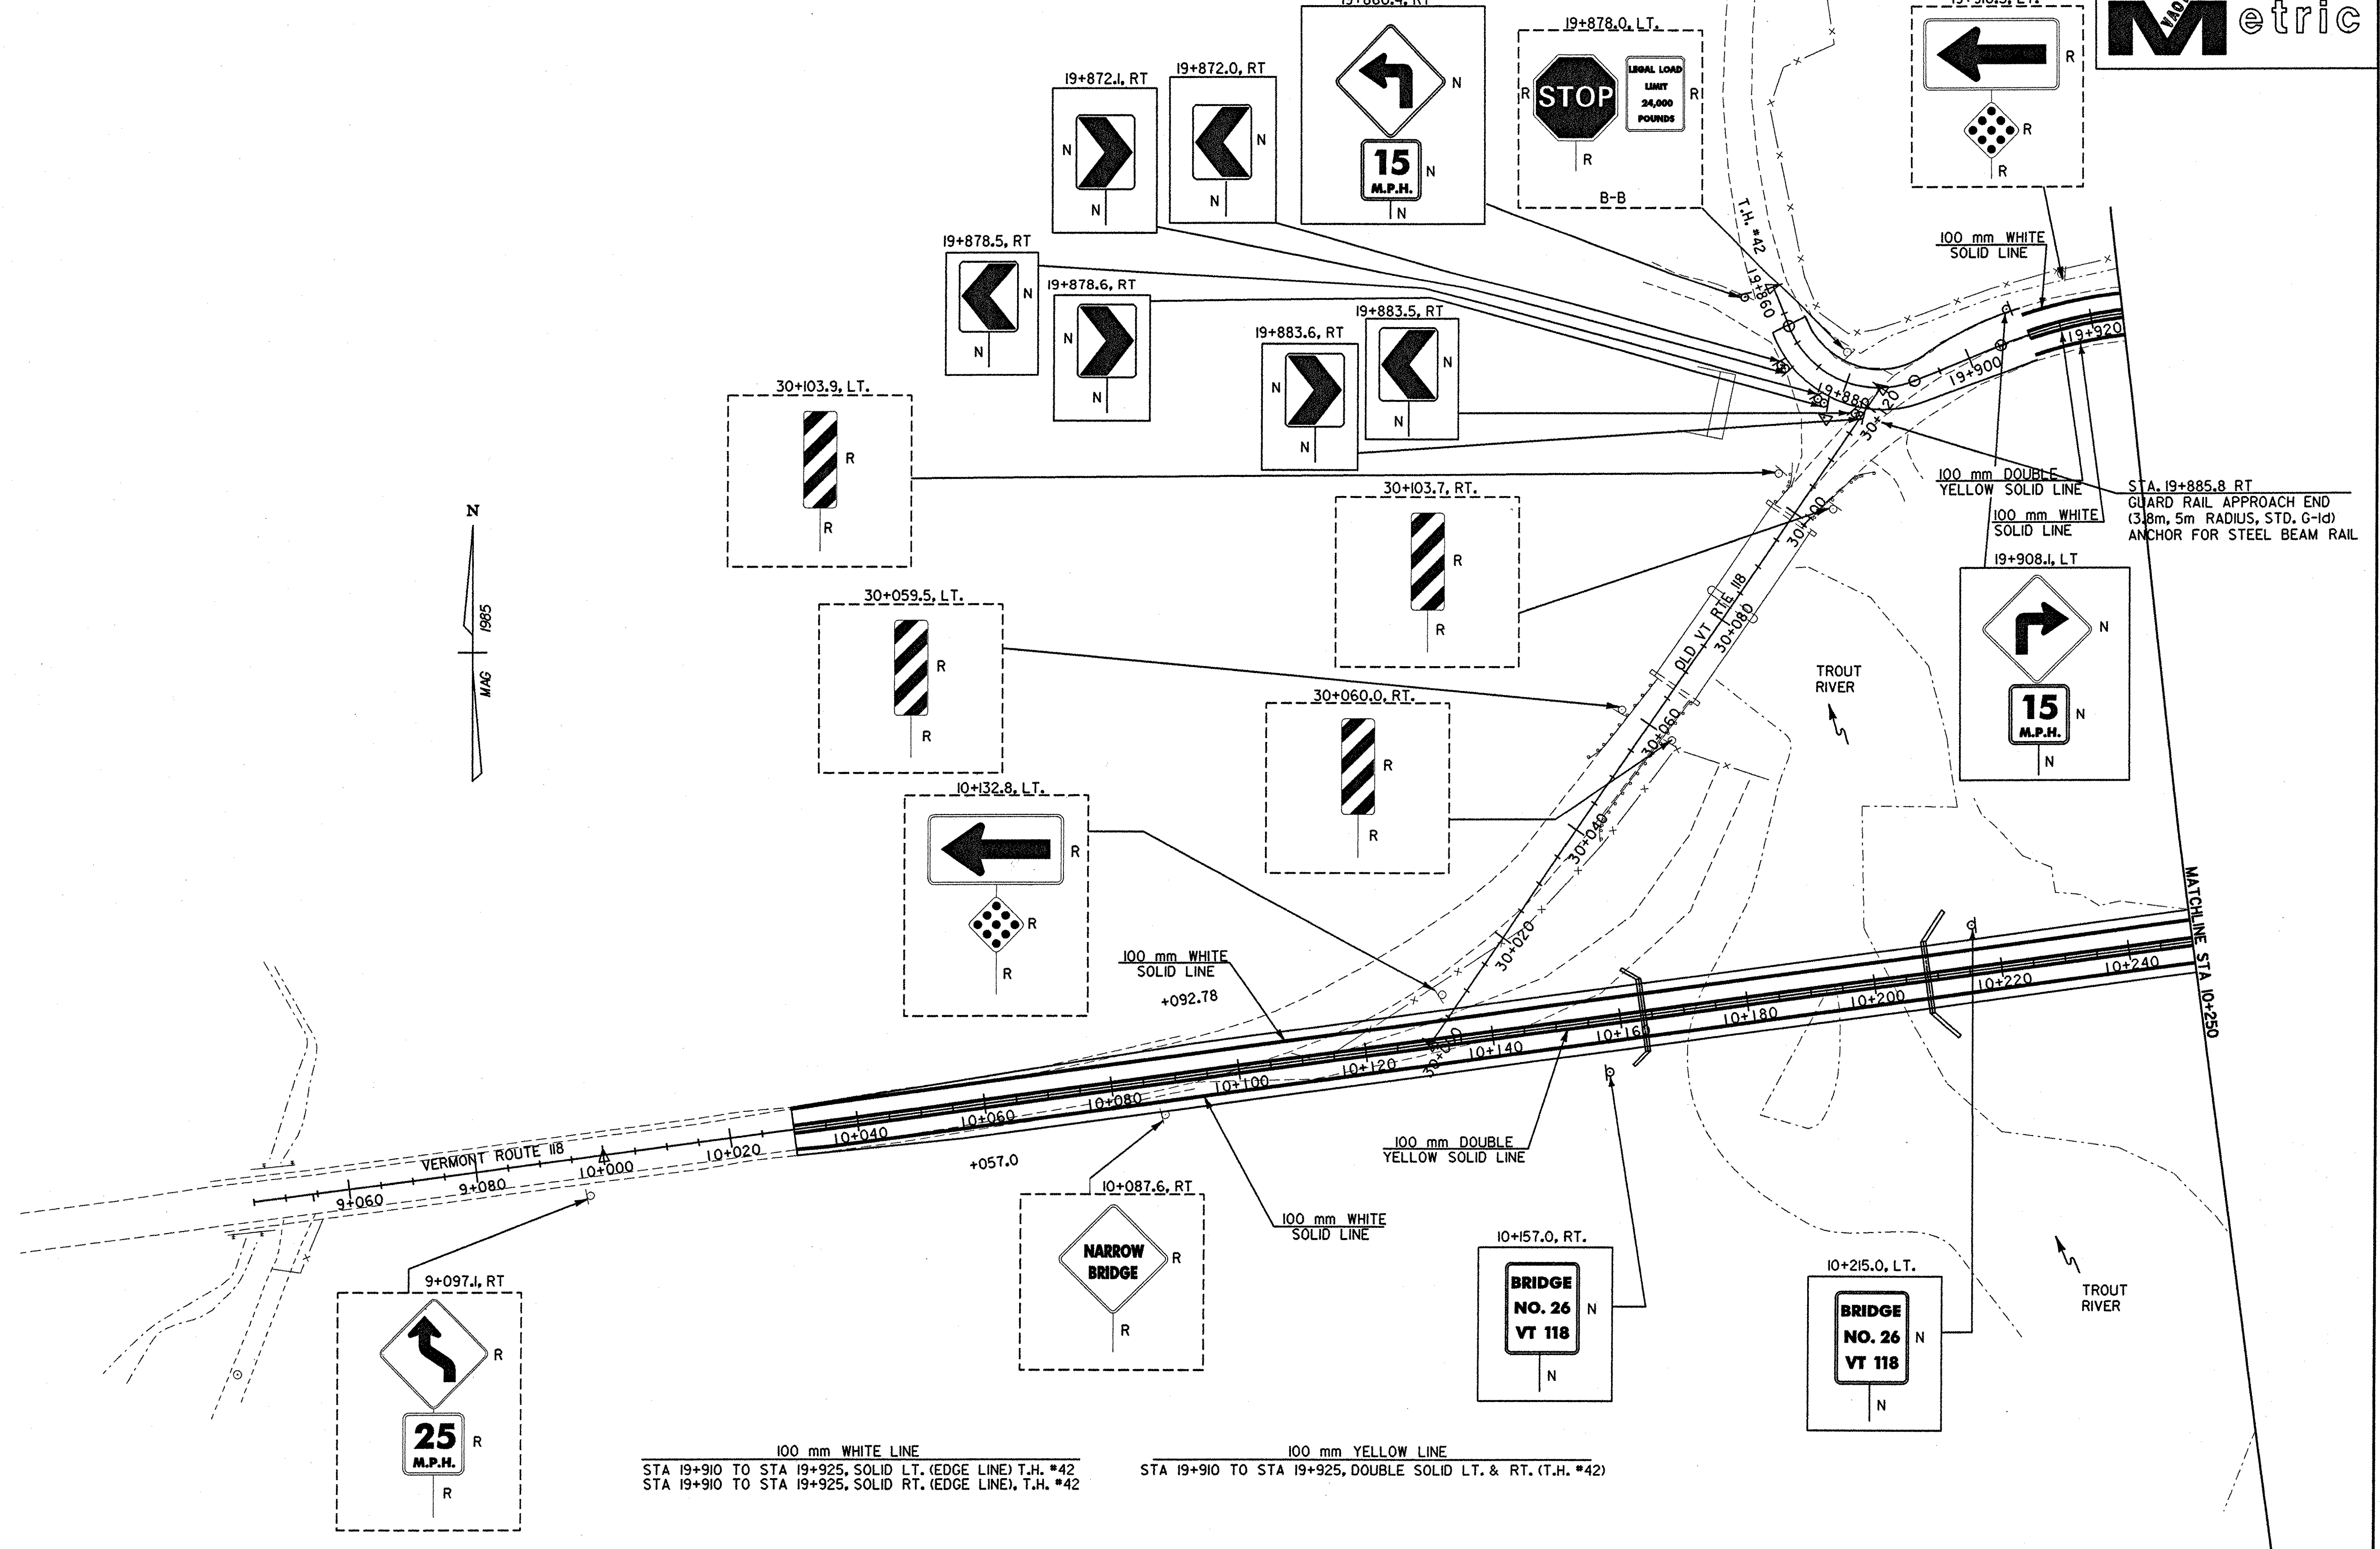 19+872.1, RT
N
N
19+872.0, RT
N
N
N
15
M.P.H.
N
N
19+878.0, LT.
R
STOP
LEGAL LOAD
LIMIT
24,000
POUNDS
R
R
B-B
R
R
R
VAOT
Metric
19+878.5, RT
N
N
19+878.6, RT
N
N
19+883.6, RT
N
N
19+883.5, RT
N
N
T.H. #42
19+860
19+880
19+900
19+920
30+120
100 mm WHITE
SOLID LINE
100 mm DOUBLE
YELLOW SOLID LINE
100 mm WHITE
SOLID LINE
STA. 19+885.8 RT
GUARD RAIL APPROACH END
(3.8m, 5m RADIUS, STD. G-1d)
ANCHOR FOR STEEL BEAM RAIL
19+908.1, LT
N
15
M.P.H.
N
N
30+103.9, LT.
R
R
30+103.7, RT.
R
R
30+059.5, LT.
R
R
30+060.0, RT.
R
R
10+132.8, LT.
R
R
R
N
MAG 1985
30+100
OLD VT RTE 118
30+080
30+060
30+040
30+020
30+000
TROUT
RIVER
MATCHLINE STA 10+250
100 mm WHITE
SOLID LINE
+092.78
VERMONT ROUTE 118
9+060
9+080
10+000
10+020
10+040
10+060
10+080
10+100
10+120
10+140
10+160
10+180
10+200
10+220
10+240
+057.0
100 mm DOUBLE
YELLOW SOLID LINE
100 mm WHITE
SOLID LINE
9+097.1, RT
R
25
M.P.H.
R
R
10+087.6, RT
NARROW
BRIDGE
R
R
10+157.0, RT.
BRIDGE
NO. 26
VT 118
N
N
10+215.0, LT.
BRIDGE
NO. 26
VT 118
N
N
TROUT
RIVER
100 mm WHITE LINE
STA 19+910 TO STA 19+925, SOLID LT. (EDGE LINE) T.H. #42
STA 19+910 TO STA 19+925, SOLID RT. (EDGE LINE), T.H. #42
100 mm YELLOW LINE
STA 19+910 TO STA 19+925, DOUBLE SOLID LT. & RT. (T.H. #42)